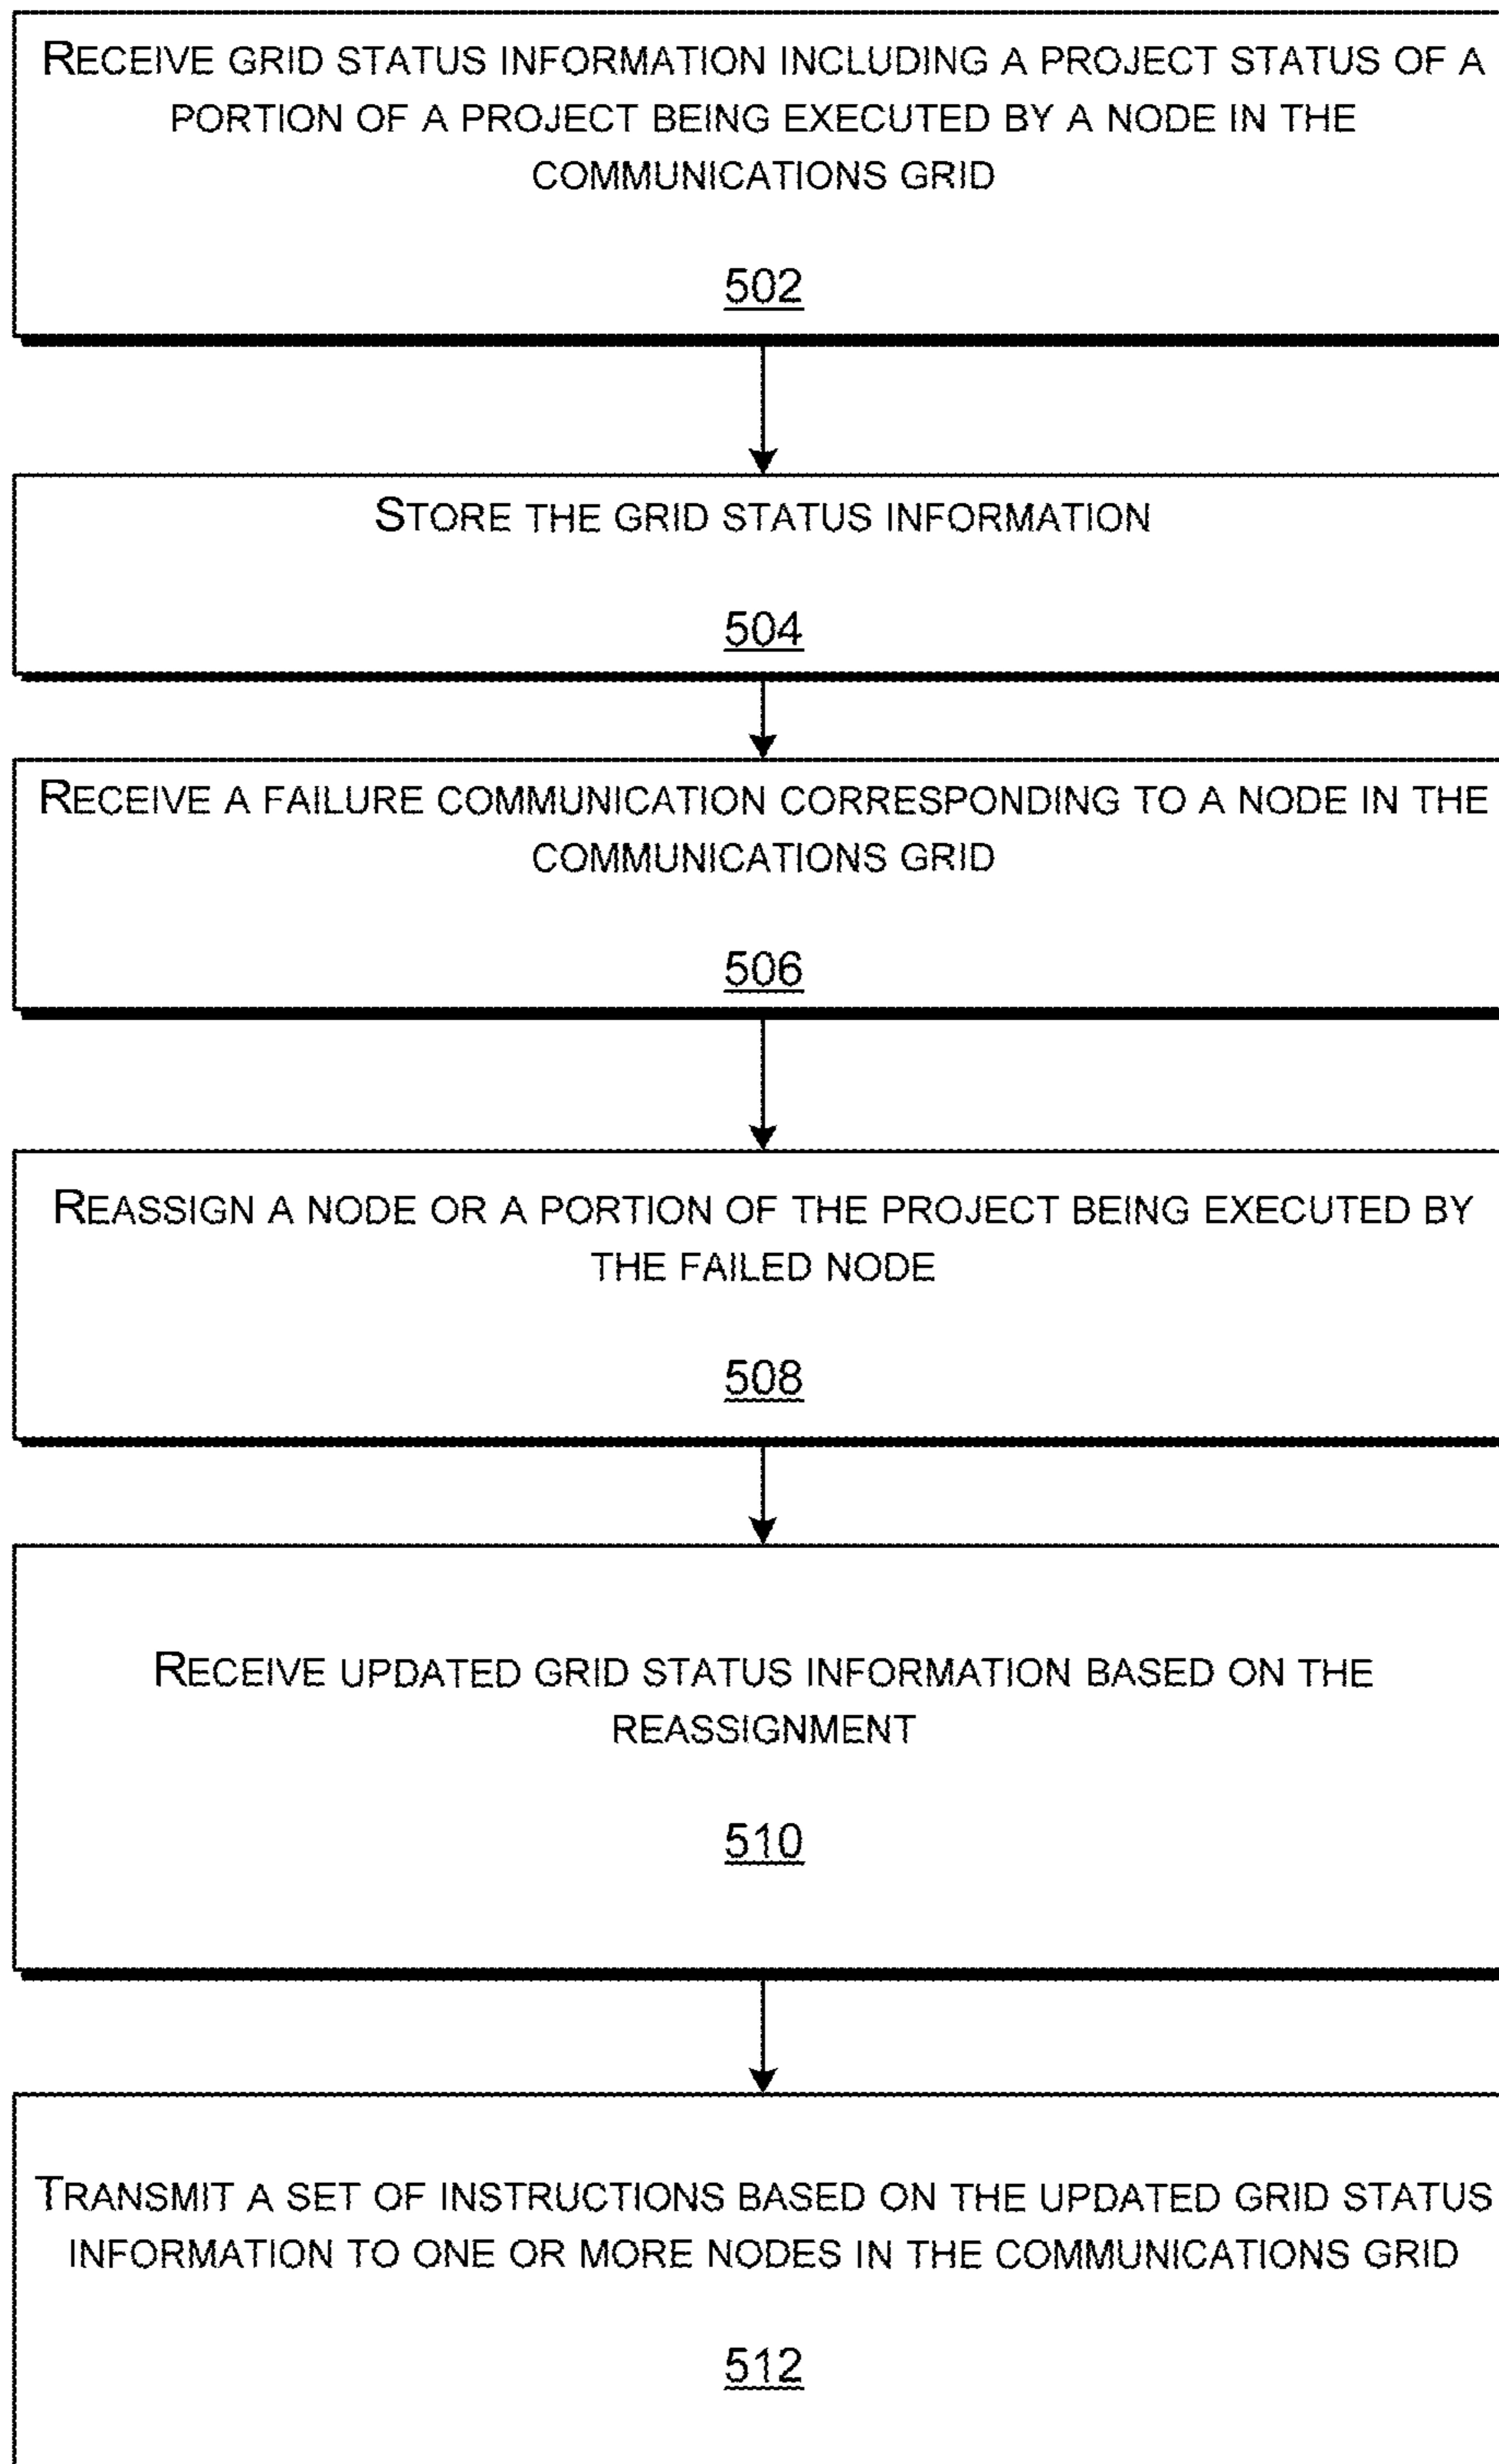 RECEIVE GRID STATUS INFORMATION INCLUDING A PROJECT STATUS OF A
PORTION OF A PROJECT BEING EXECUTED BY A NODE IN THE
COMMUNICATIONS GRID
502
STORE THE GRID STATUS INFORMATION
504
RECEIVE A FAILURE COMMUNICATION CORRESPONDING TO A NODE IN THE
COMMUNICATIONS GRID
506
REASSIGN A NODE OR A PORTION OF THE PROJECT BEING EXECUTED BY
THE FAILED NODE
508
RECEIVE UPDATED GRID STATUS INFORMATION BASED ON THE
REASSIGNMENT
510
TRANSMIT A SET OF INSTRUCTIONS BASED ON THE UPDATED GRID STATUS
INFORMATION TO ONE OR MORE NODES IN THE COMMUNICATIONS GRID
512